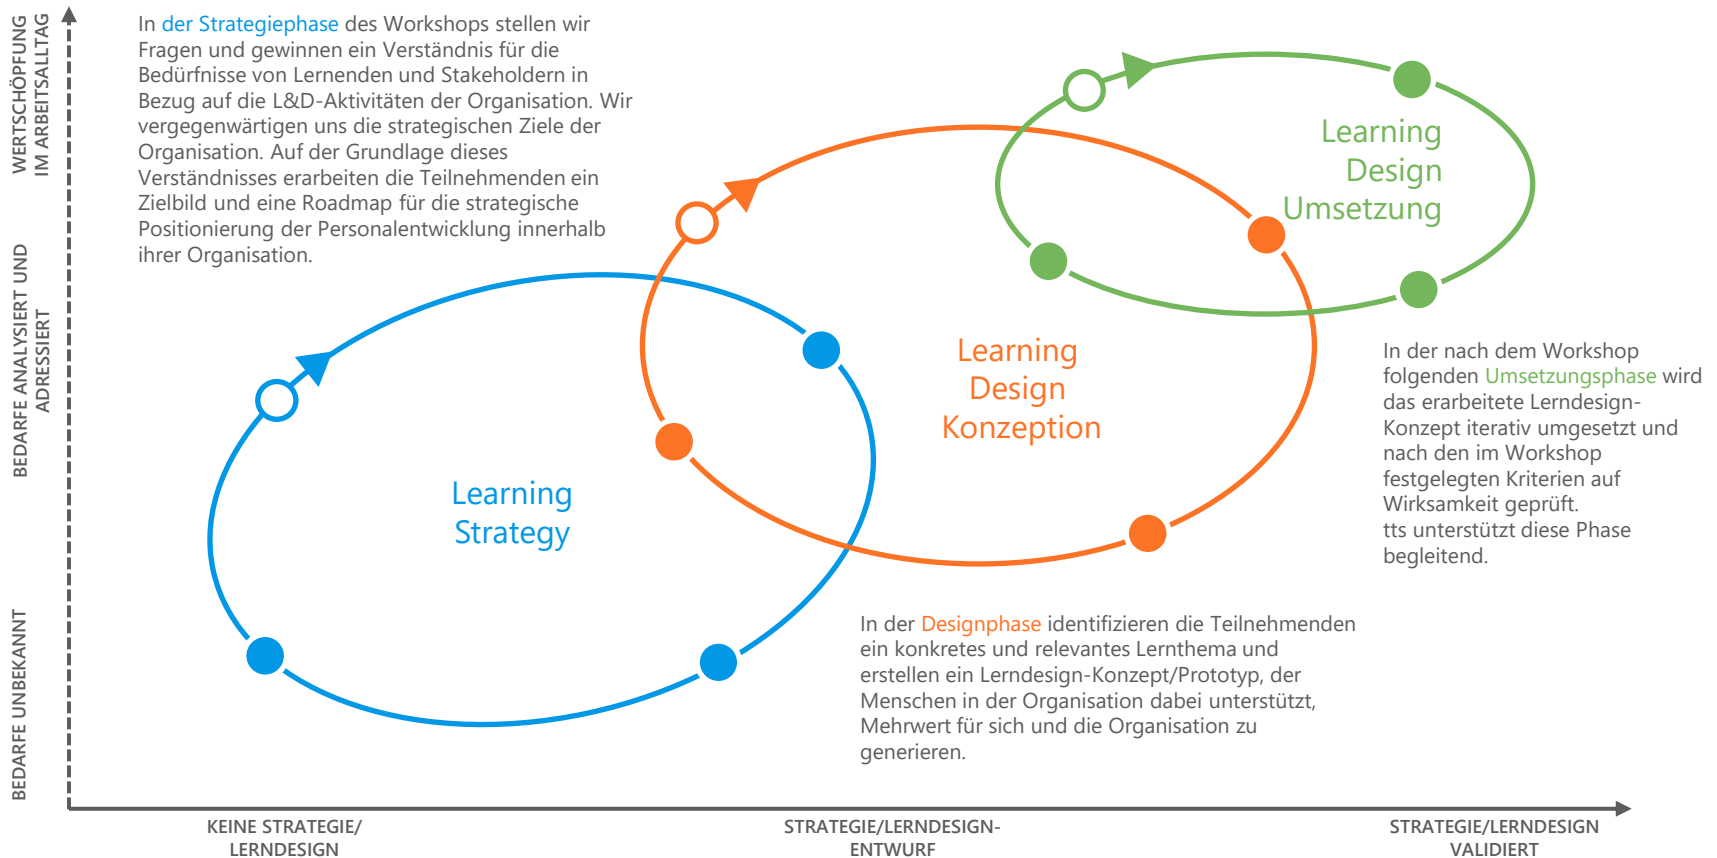 WERTSCHÖPFUNG
IM ARBEITSALLTAG
BEDARFE ANALYSIERT UND
ADRESSIERT
BEDARFE UNBEKANNT
In der Strategiephase des Workshops stellen wir
Fragen und gewinnen ein Verständnis für die
Bedürfnisse von Lernenden und Stakeholdern in
Bezug auf die L&D-Aktivitäten der Organisation. Wir
vergegenwärtigen uns die strategischen Ziele der
Organisation. Auf der Grundlage dieses
Verständnisses erarbeiten die Teilnehmenden ein
Zielbild und eine Roadmap für die strategische
Positionierung der Personalentwicklung innerhalb
ihrer Organisation.
Learning
Strategy
Learning
Design
Konzeption
Learning
Design
Umsetzung
In der nach dem Workshop
folgenden Umsetzungsphase wird
das erarbeitete Lerndesign-
Konzept iterativ umgesetzt und
nach den im Workshop
festgelegten Kriterien auf
Wirksamkeit geprüft.
tts unterstützt diese Phase
begleitend.
In der Designphase identifizieren die Teilnehmenden
ein konkretes und relevantes Lernthema und
erstellen ein Lerndesign-Konzept/Prototyp, der
Menschen in der Organisation dabei unterstützt,
Mehrwert für sich und die Organisation zu
generieren.
KEINE STRATEGIE/
LERNDESIGN
STRATEGIE/LERNDESIGN-
ENTWURF
STRATEGIE/LERNDESIGN
VALIDIERT